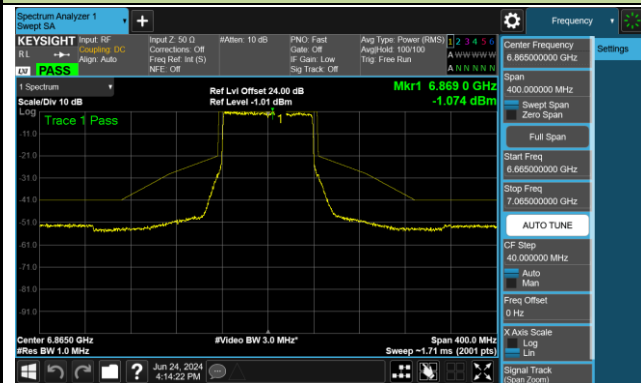 Spectrum Analyzer 1
Swept SA
+
Frequency
KEYSIGHT
Input: RF
Input Z: 50 Ω
#Atten: 10 dB
PNO: Fast
Avg Type: Power (RMS)
1 2 3 4 5 6
RL
Coupling: DC
Corrections: Off
Gate: Off
Avg|Hold: 100/100
A W W W W W
Align: Auto
Freq Ref: Int (S)
IF Gain: Low
Trig: Free Run
LXI
PASS
NFE: Off
Sig Track: Off
A N N N N N
1 Spectrum
Ref Lvl Offset 24.00 dB
Mkr1 6.869 0 GHz
Scale/Div 10 dB
Ref Level -1.01 dBm
-1.074 dBm
Log
Trace 1 Pass
1
-11.0
-21.0
-31.0
-41.0
-51.0
-61.0
-71.0
-81.0
-91.0
Center 6.8650 GHz
#Video BW 3.0 MHz*
Span 400.0 MHz
#Res BW 1.0 MHz
Sweep ~1.71 ms (2001 pts)
Jun 24, 2024
4:14:22 PM
?
Center Frequency
6.865000000 GHz
Settings
Span
400.000000 MHz
Swept Span
Zero Span
Full Span
Start Freq
6.665000000 GHz
Stop Freq
7.065000000 GHz
AUTO TUNE
CF Step
40.000000 MHz
Auto
Man
Freq Offset
0 Hz
X Axis Scale
Log
Lin
Signal Track
(Span Zoom)